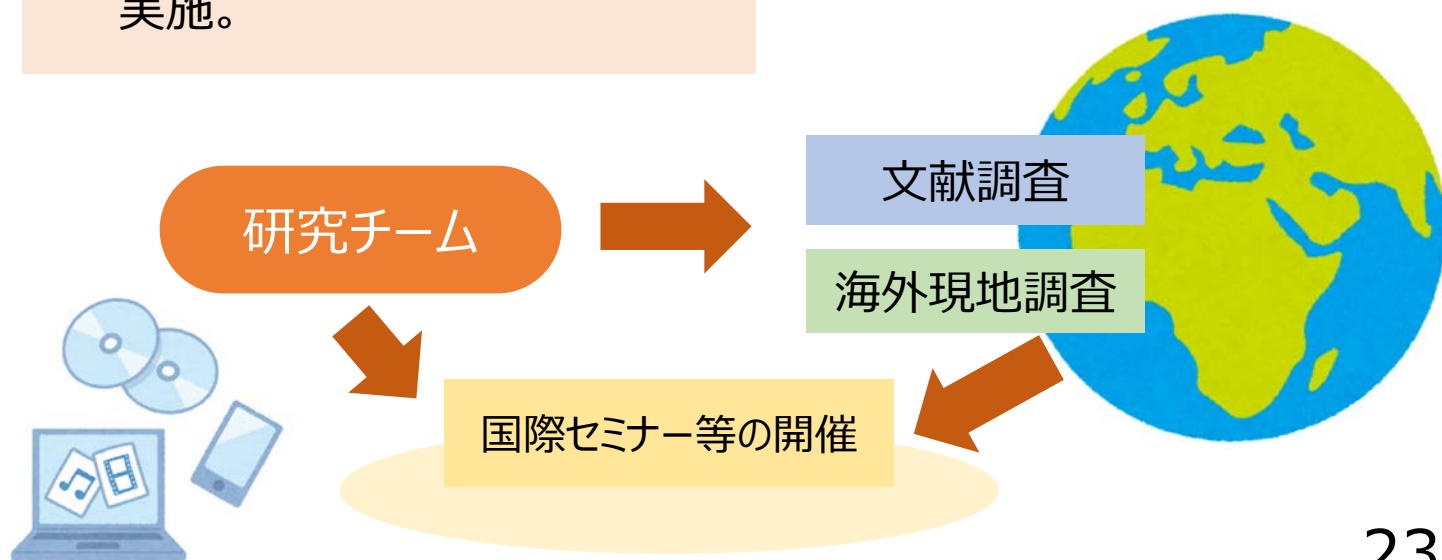 実施。
文献調査
研究チーム
海外現地調査
国際セミナー等の開催
23